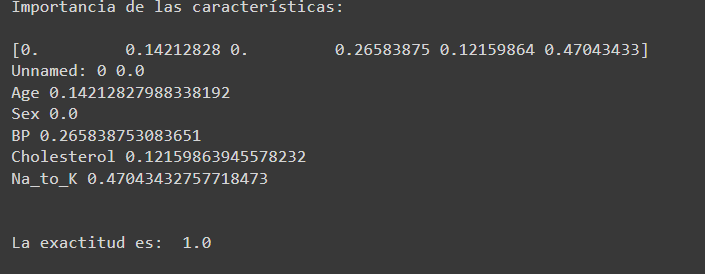 Importancia de las características:
[0.         0.14212828 0.         0.26583875 0.12159864 0.47043433]
Unnamed: 0 0.0
Age 0.14212827988338192
Sex 0.0
BP 0.265838753083651
Cholesterol 0.12159863945578232
Na_to_K 0.47043432757718473
La exactitud es:  1.0